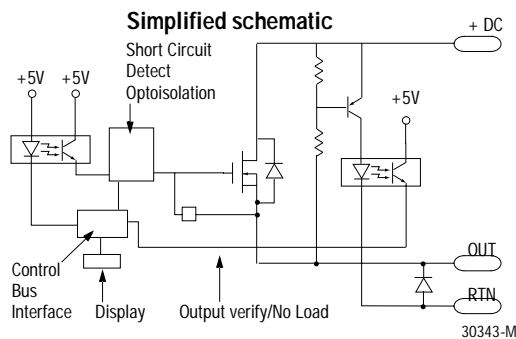 Simplified schematic
+ DC
Short Circuit
Detect
Optoisolation
+5V
+5V
+5V
OUT
Control
Bus
Interface
Display
Output verify/No Load
RTN
30343-M